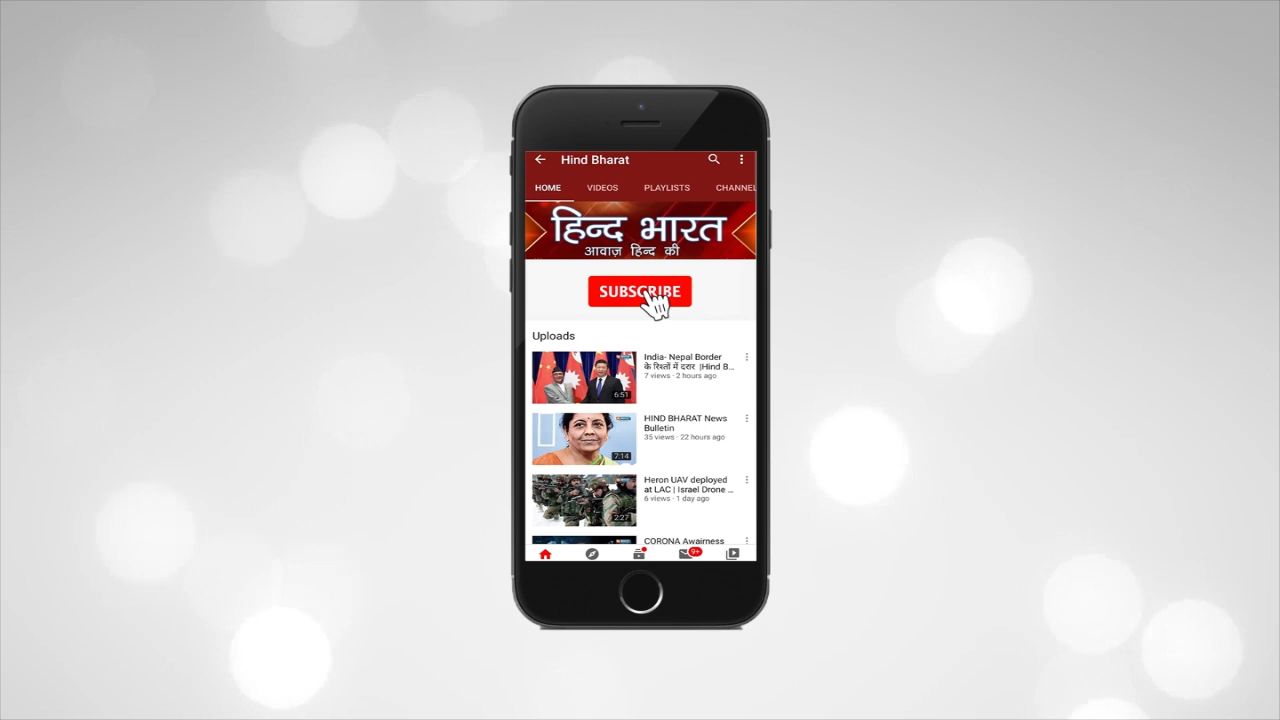 Hind Bharat
HOME VIDEOS PLAYLISTS CHANNEL
हिन्द भारत
आवाज़ हिन्द की
SUBSCRIBE
Uploads
India- Nepal Border
के रिश्तों में दरार |Hind B...
7 views · 2 hours ago
6:51
HIND BHARAT News
Bulletin
35 views · 22 hours ago
7:14
Heron UAV deployed
at LAC | Israel Drone ...
6 views · 1 day ago
2:27
CORONA Awairness
9+